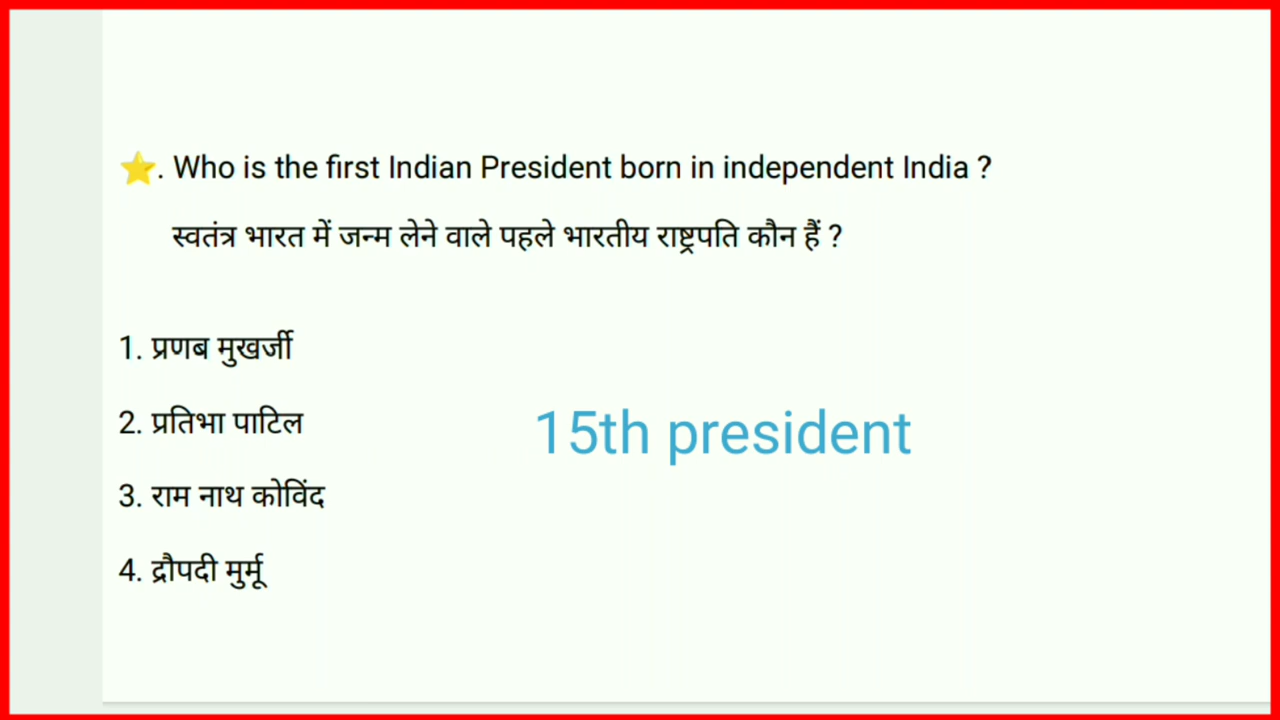 ⭐. Who is the first Indian President born in independent India ?
स्वतंत्र भारत में जन्म लेने वाले पहले भारतीय राष्ट्रपति कौन हैं ?
1. प्रणब मुखर्जी
2. प्रतिभा पाटिल
15th president
3. राम नाथ कोविंद
4. द्रौपदी मुर्मू